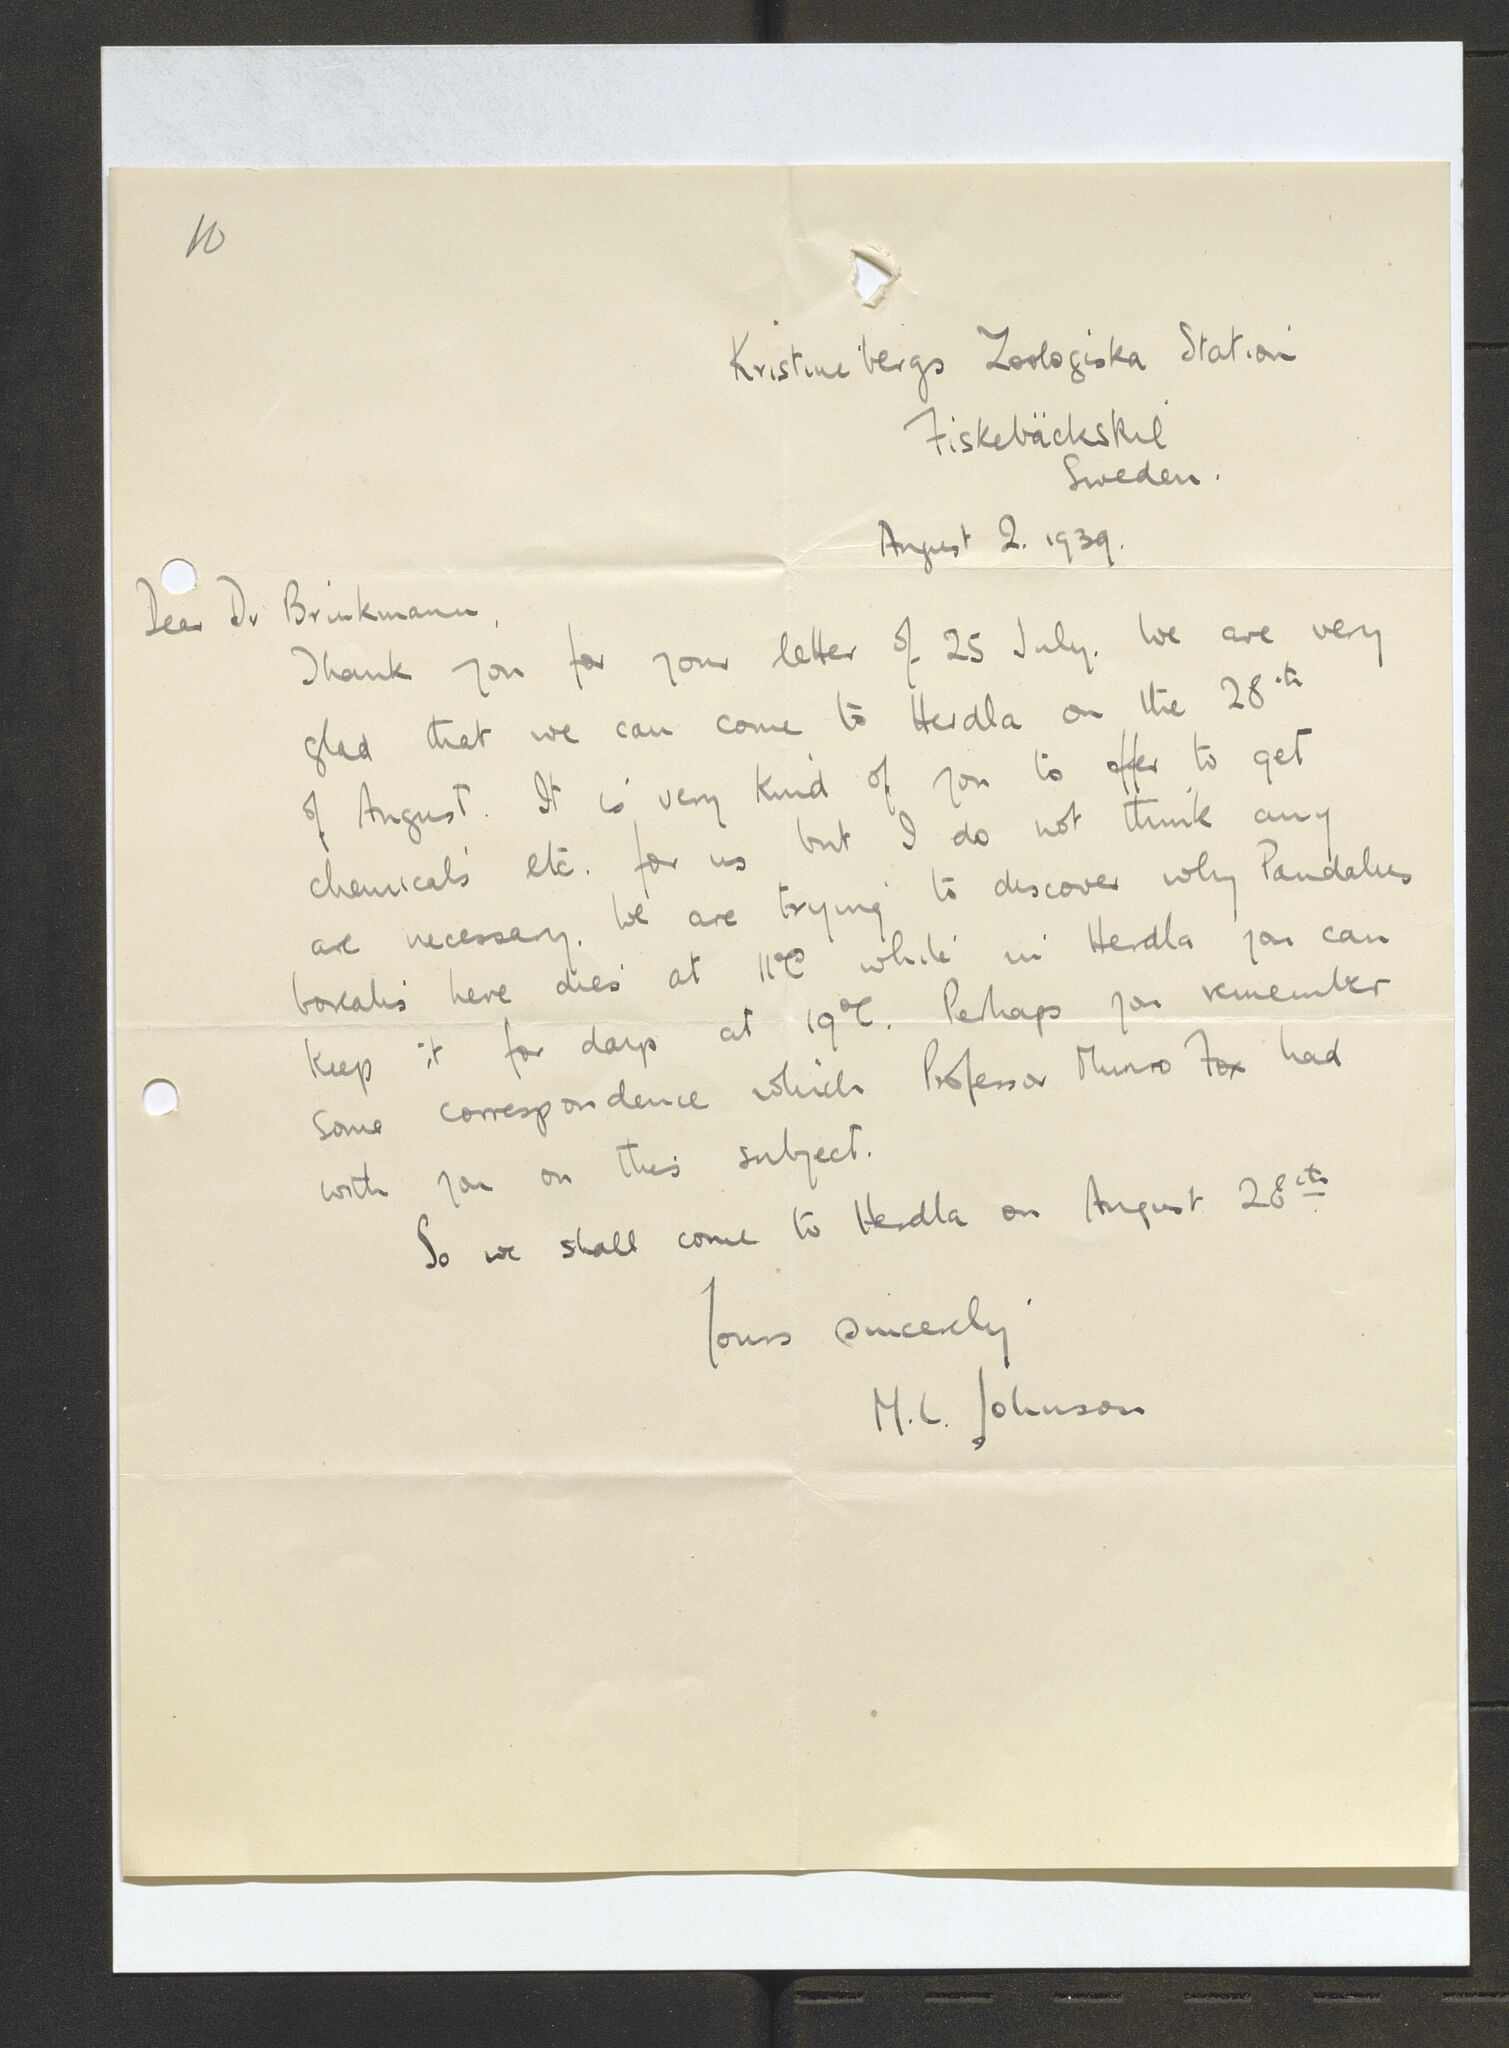 10
Kristinebergs Zoologiska Station
Fiskebäckskil
Sweden.
August 2. 1939.
Dear Dr Brinkmann,
Thank you for your letter of 25 July. We are very
glad that we can come to Herdla on the 28th
of August. It is very kind of you to offer to get
chemicals etc. for us but I do not think any
are necessary. We are trying to discover why Pandalus
borealis here dies at 11°C while in Herdla you can
keep it for days at 19°C. Perhaps you remember
some correspondence which Professor Munro Fox had
with you on this subject.
So we shall come to Herdla on August 28th.
Yours sincerely
M.L. Johnson